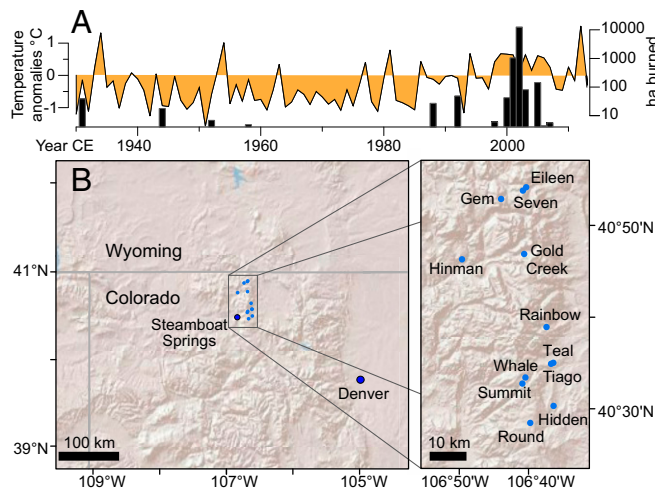 A
Temperature
anomalies °C
1
0
-1
10000
1000
100
10
ha burned
Year CE
1940
1960
1980
2000
B
Wyoming
41°N
Colorado
Steamboat
Springs
Denver
39°N
100 km
109°W
107°W
105°W
Eileen
Gem
Seven
40°50'N
Gold
Creek
Hinman
Rainbow
Teal
Whale
Tiago
Summit
Hidden
40°30'N
Round
10 km
106°50'W
106°40'W